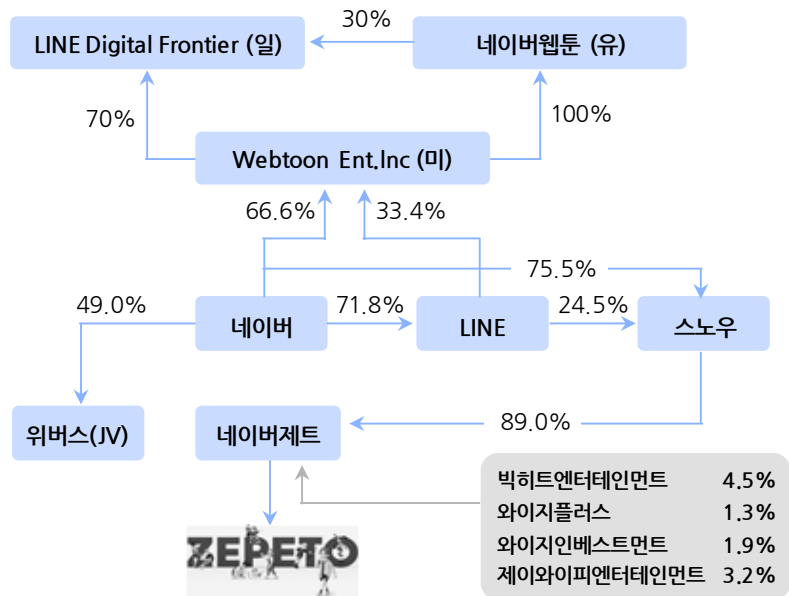 LINE Digital Frontier (일)
30%
네이버웹툰 (유)
70%
100%
Webtoon Ent.Inc (미)
66.6%
33.4%
75.5%
49.0%
네이버
71.8%
LINE
24.5%
스노우
위버스(JV)
네이버제트
89.0%
빅히트엔터테인먼트 4.5%
와이지플러스 1.3%
와이지인베스트먼트 1.9%
제이와이피엔터테인먼트 3.2%
ZEPETO